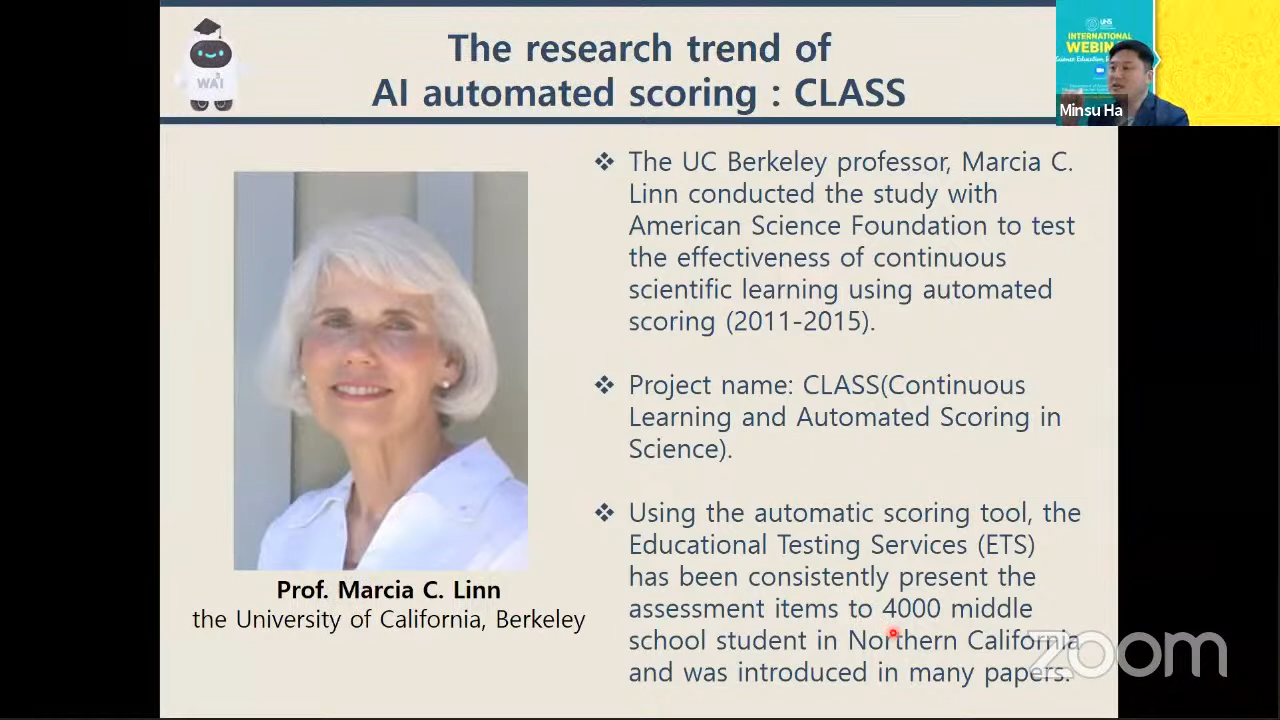 The research trend of
AI automated scoring : CLASS
WAI
UHS
INTERNATIONAL
WEBIN
Science Education
Minsu Ha
❖ The UC Berkeley professor, Marcia C.
Linn conducted the study with
American Science Foundation to test
the effectiveness of continuous
scientific learning using automated
scoring (2011-2015).
❖ Project name: CLASS(Continuous
Learning and Automated Scoring in
Science).
❖ Using the automatic scoring tool, the
Educational Testing Services (ETS)
has been consistently present the
assessment items to 4000 middle
school student in Northern California
and was introduced in many papers.
Prof. Marcia C. Linn
the University of California, Berkeley
zoom